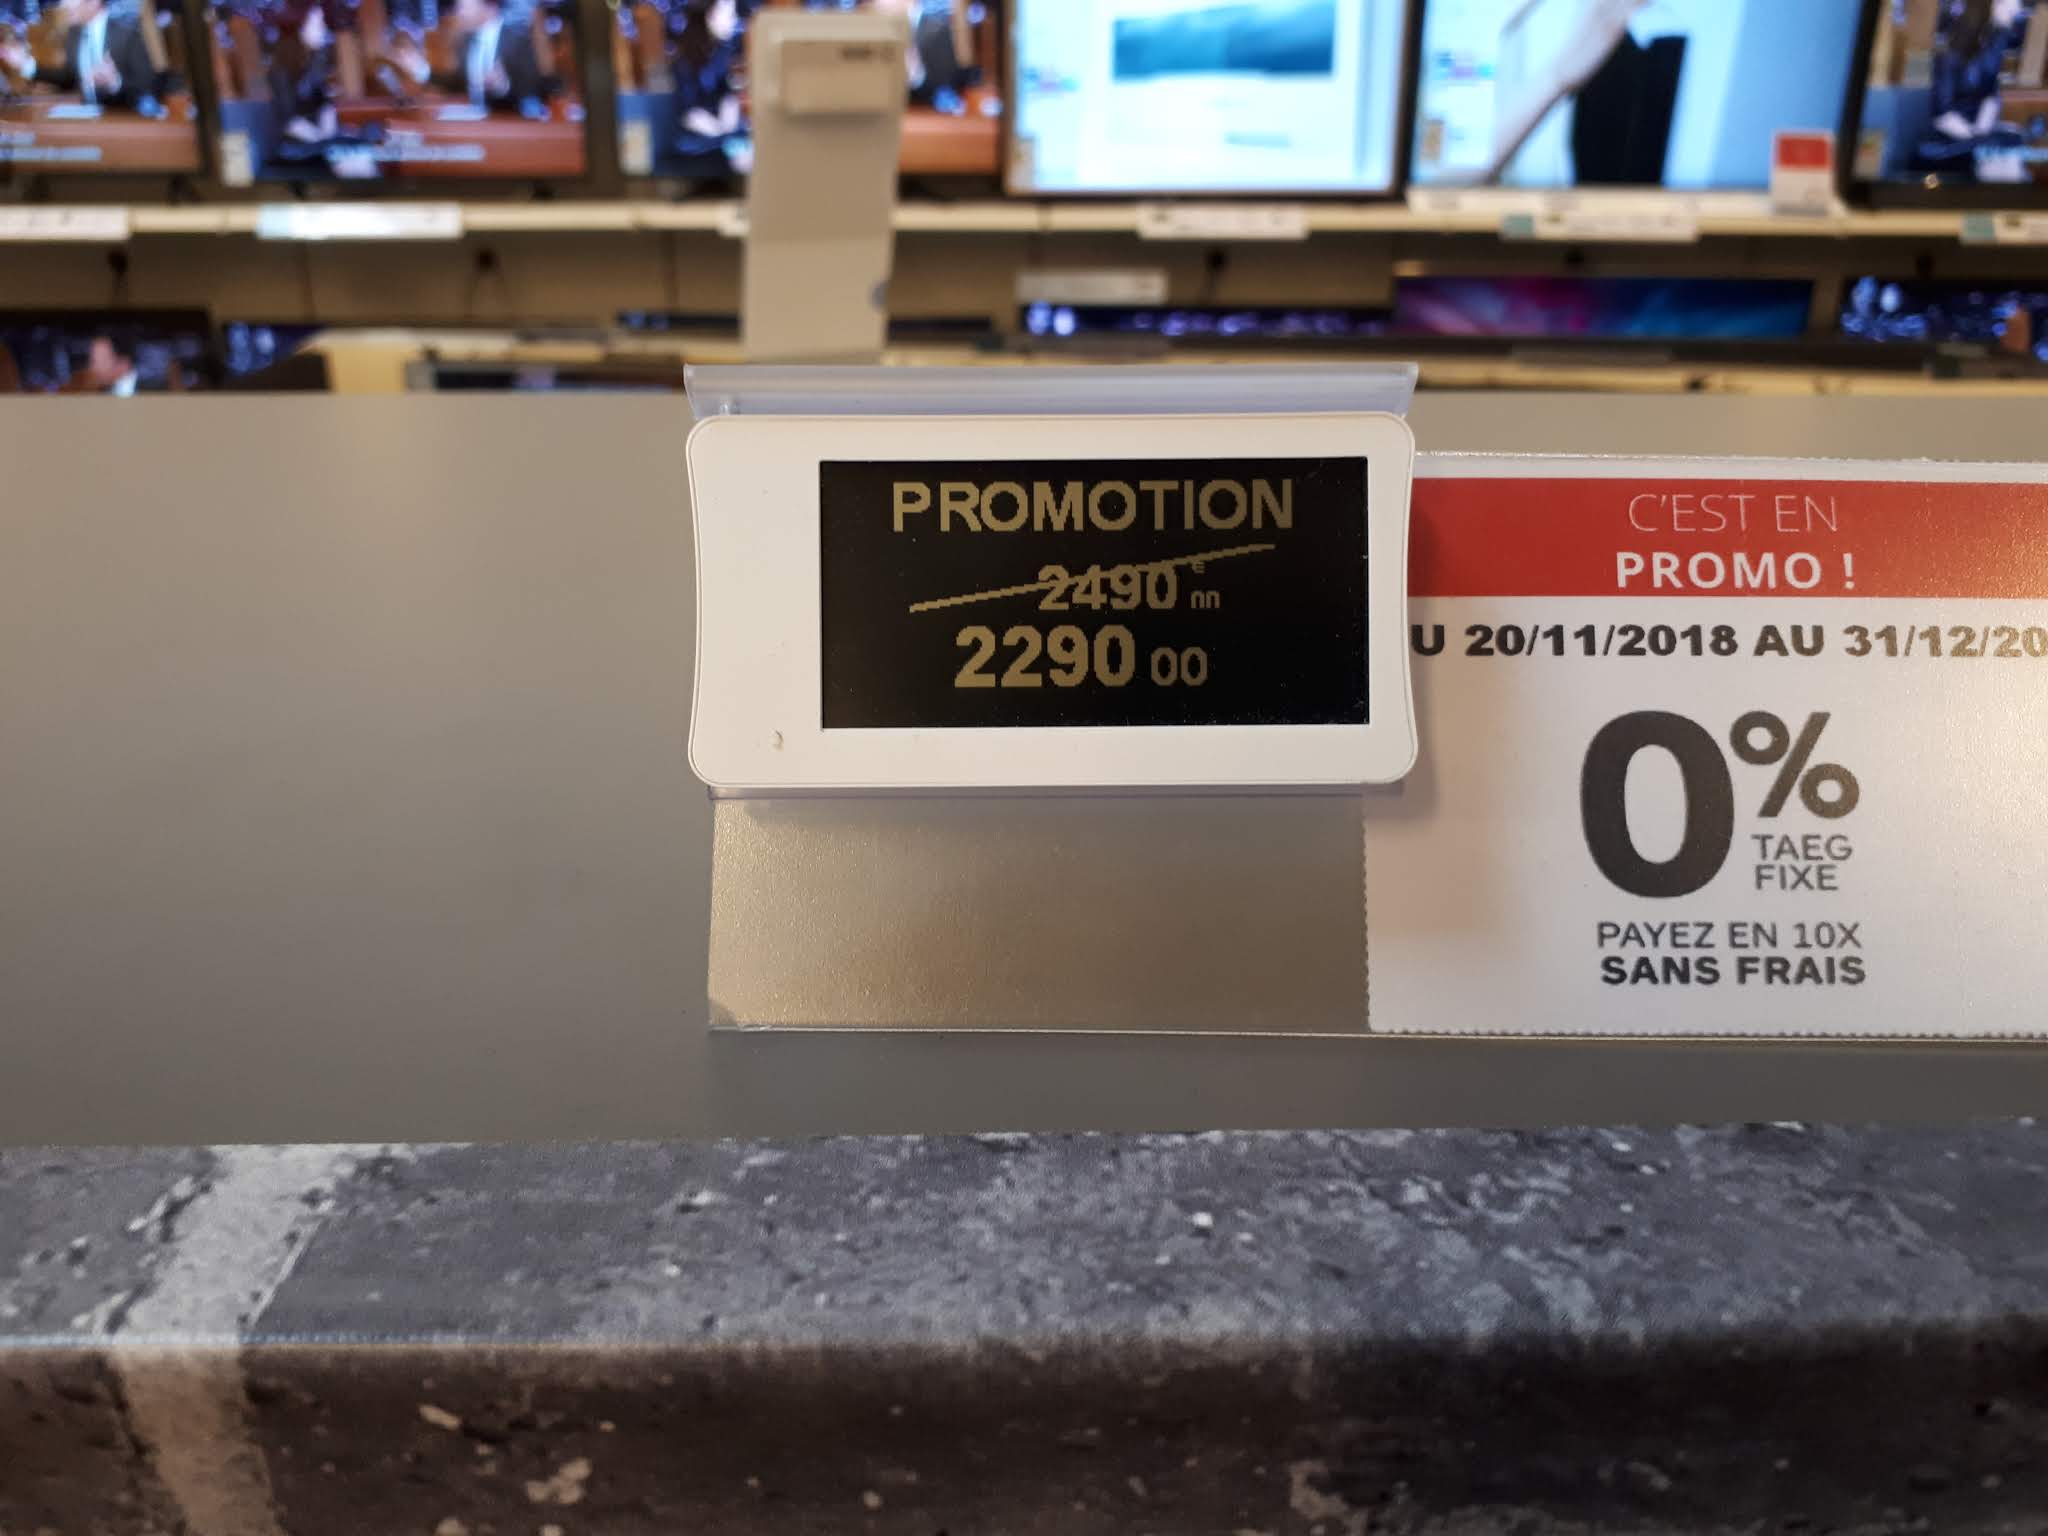 PROMOTION
2490 €
2290 00
C'EST EN
PROMO !
U 20/11/2018 AU 31/12/20
0%
TAEG
FIXE
PAYEZ EN 10X
SANS FRAIS